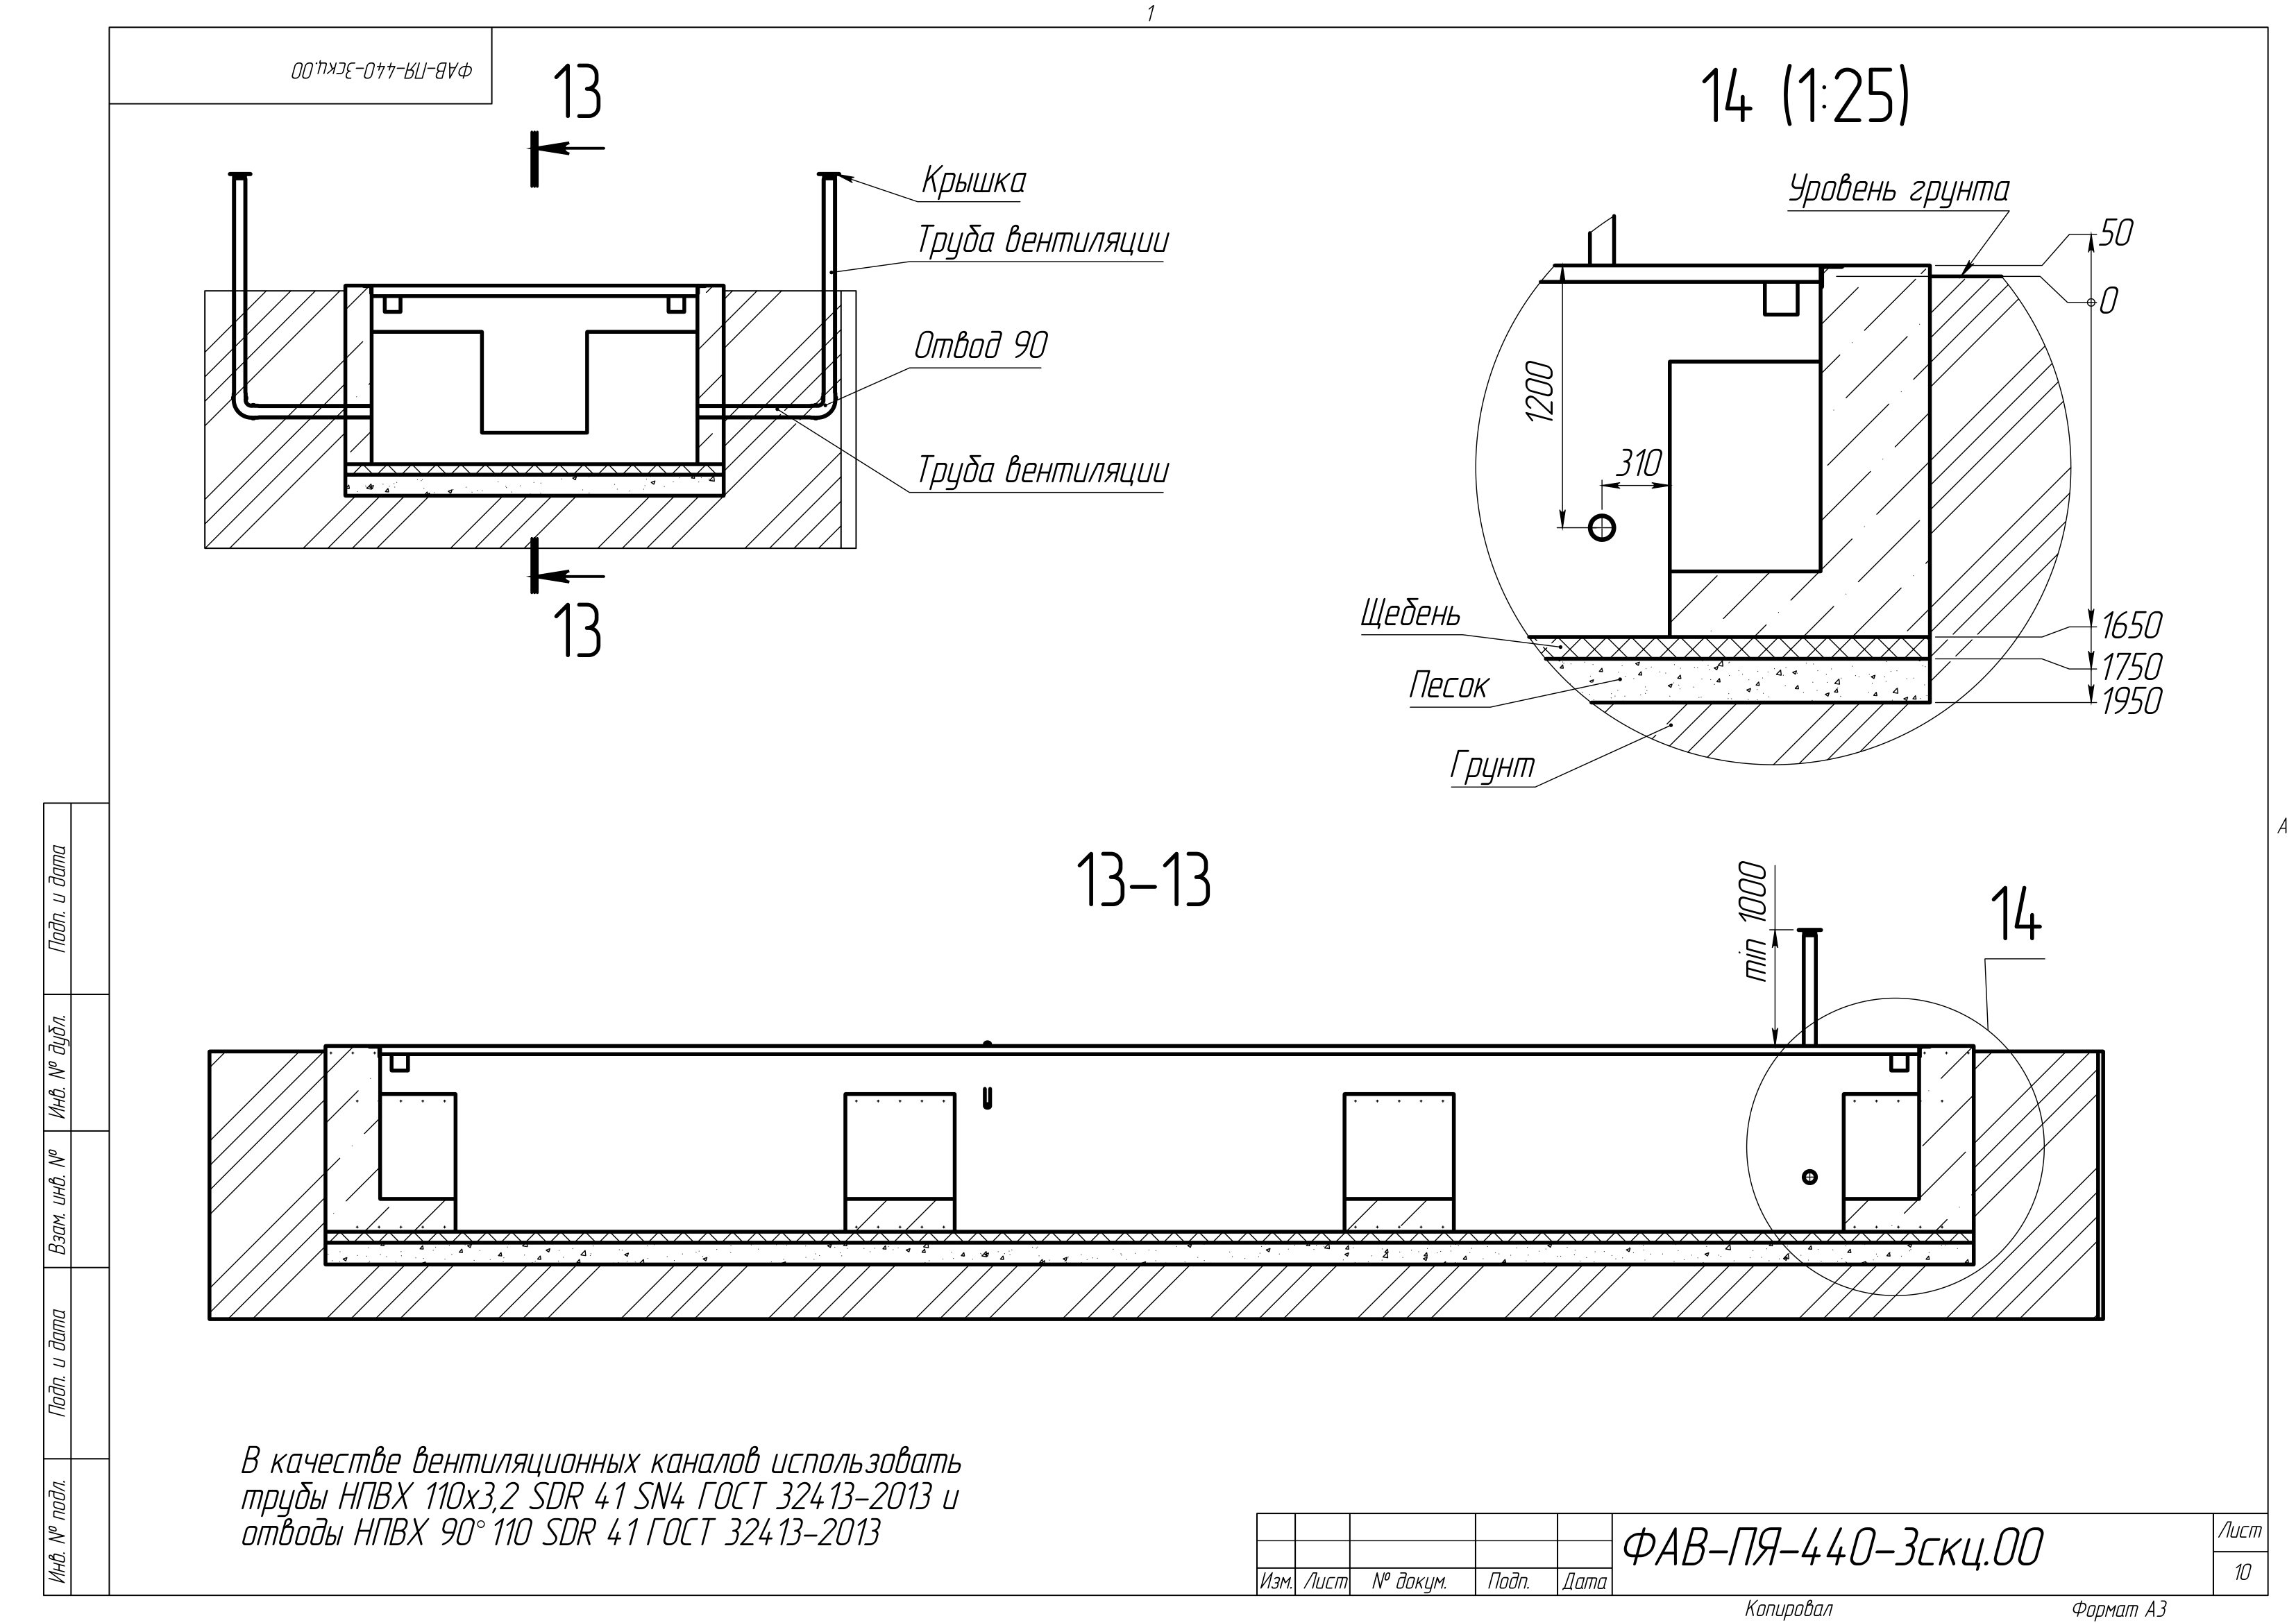 1
ФАВ-ПЯ-440-3скц.00
13
Крышка
Труба вентиляции
Отвод 90
Труба вентиляции
13
14 (1:25)
Уровень грунта
50
0
1200
310
Щебень
Песок
Грунт
1650
1750
1950
А
13-13
min 1000
14
В качестве вентиляционных каналов использовать
трубы НПВХ 110х3,2 SDR 41 SN4 ГОСТ 32413-2013 и
отводы НПВХ 90° 110 SDR 41 ГОСТ 32413-2013
Подп. и дата
Инв. № дубл.
Взам. инв. №
Подп. и дата
Инв. № подл.
Изм. Лист № докум. Подп. Дата
ФАВ-ПЯ-440-3скц.00
Лист
10
Копировал
Формат А3